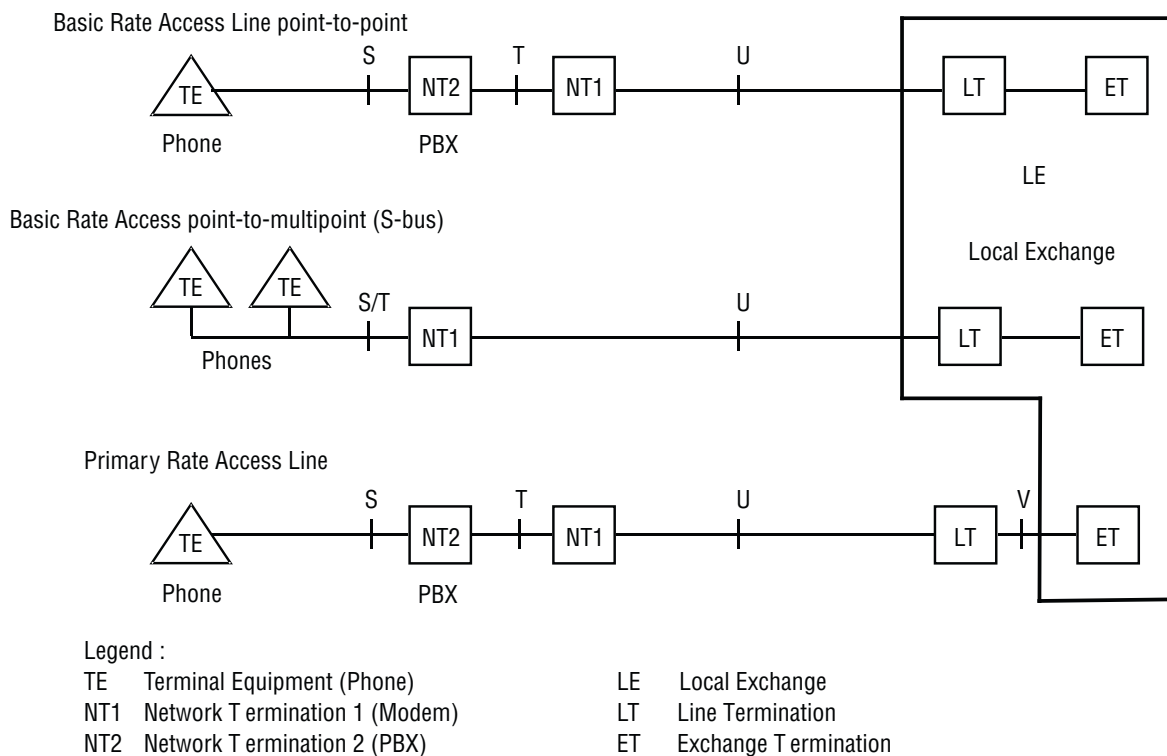 Basic Rate Access Line point-to-point
S T U
TE NT2 NT1 LT ET
Phone PBX
LE
Basic Rate Access point-to-multipoint (S-bus)
Local Exchange
TE TE S/T U
NT1 LT ET
Phones
Primary Rate Access Line
S T U V
TE NT2 NT1 LT ET
Phone PBX
Legend :
TE Terminal Equipment (Phone) LE Local Exchange
NT1 Network T ermination 1 (Modem) LT Line Termination
NT2 Network T ermination 2 (PBX) ET Exchange T ermination